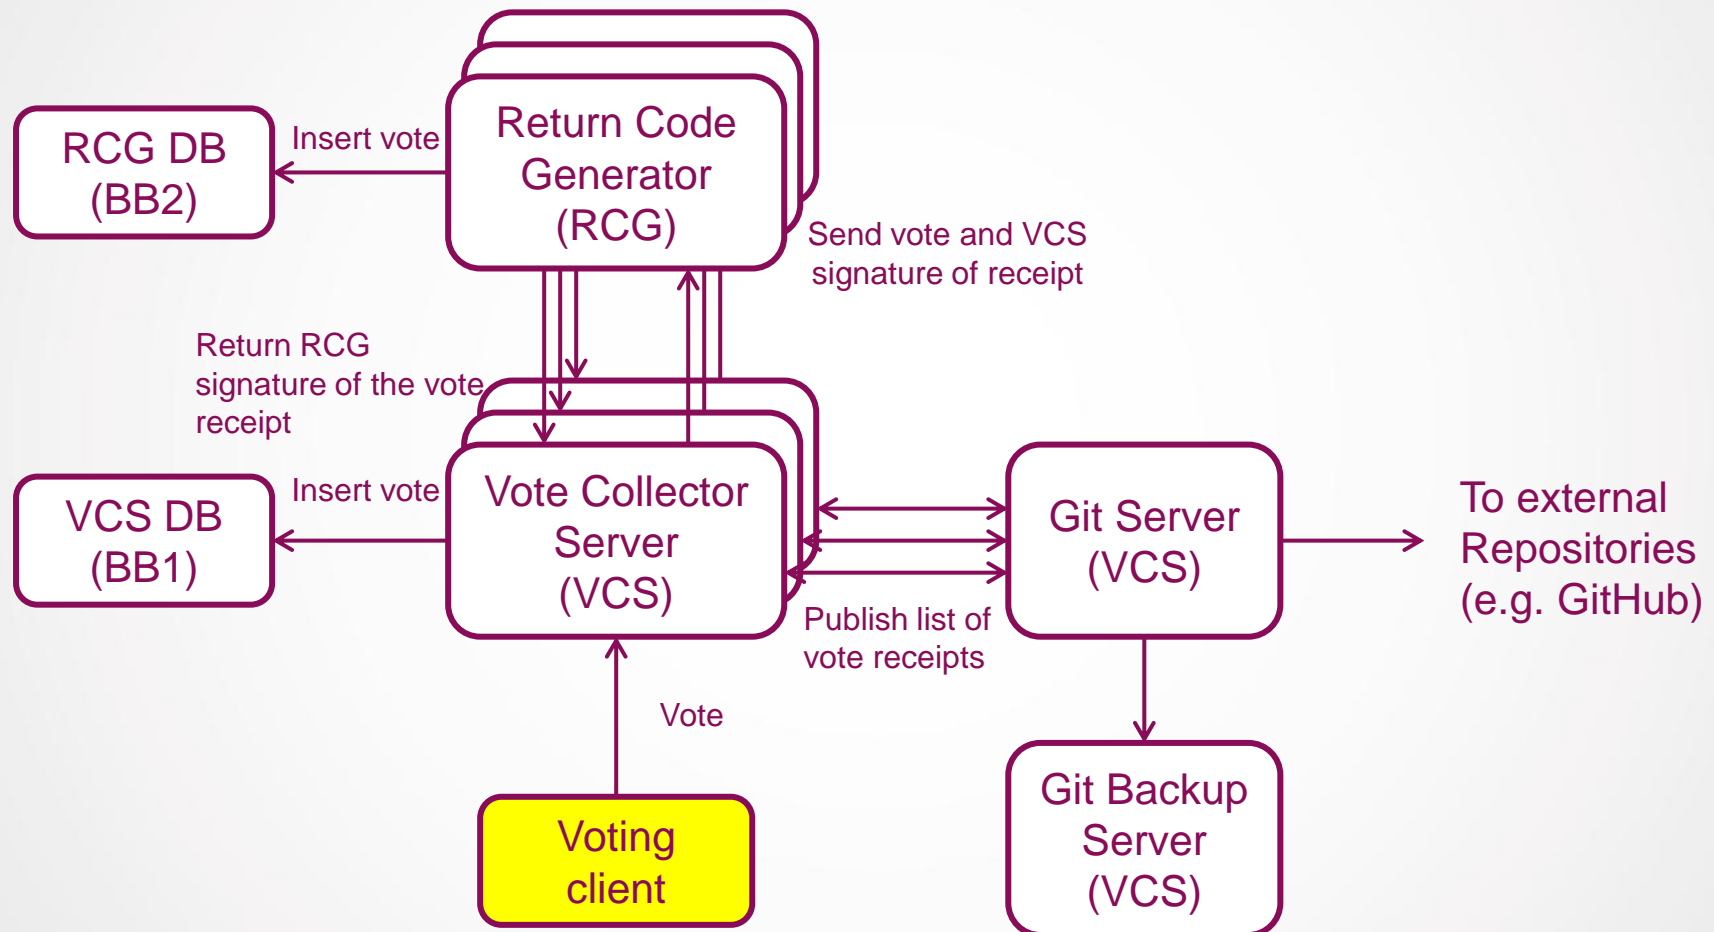 Return Code
Generator
(RCG)
RCG DB
(BB2)
Insert vote
Send vote and VCS
signature of receipt
Return RCG
signature of the vote
receipt
VCS DB
(BB1)
Insert vote
Vote Collector
Server
(VCS)
Git Server
(VCS)
To external
Repositories
(e.g. GitHub)
Publish list of
vote receipts
Vote
Voting
client
Git Backup
Server
(VCS)